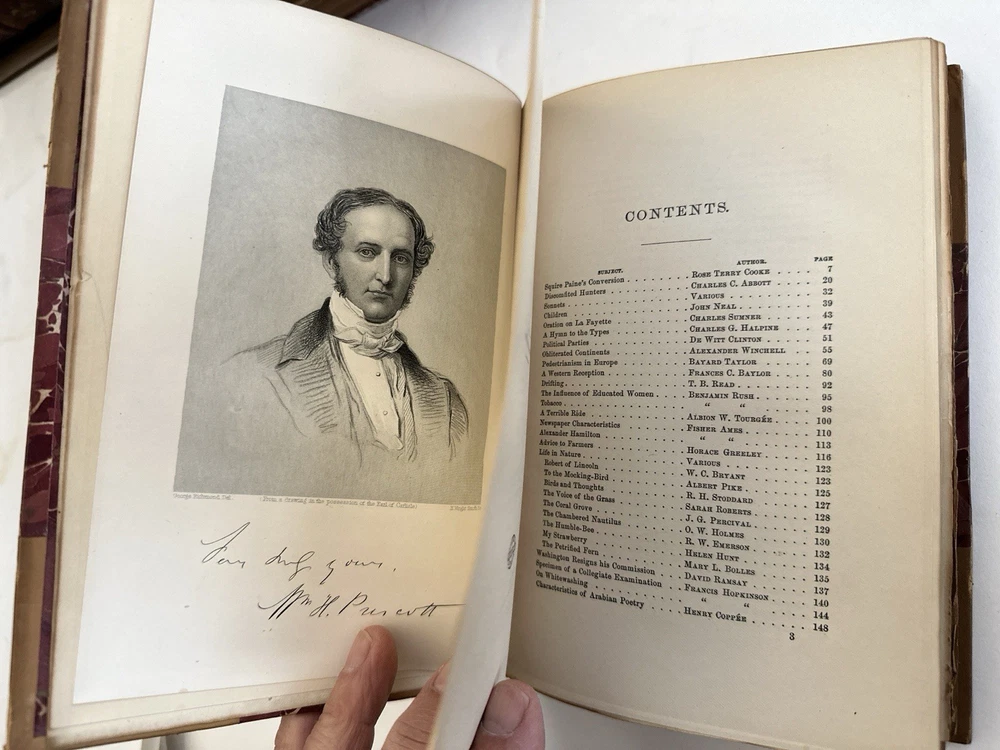 George Richmond, Del.
(From a drawing in the possession of the Earl of Carlisle)
truly yours,
Wm H. Prescott
CONTENTS.
SUBJECT. AUTHOR. PAGE
Squire Paine's Conversion . . . . . . . . ROSE TERRY COOKE . . . . 7
Discomfited Hunters . . . . . . . . CHARLES C. ABBOTT . . . . 20
Sonnets . . . . . . . . VARIOUS . . . . . . . . 32
Children . . . . . . . . JOHN NEAL . . . . . . . . 39
Oration on La Fayette . . . . . . . . CHARLES SUMNER . . . . 43
A Hymn to the Types . . . . . . . . CHARLES G. HALPINE . . . . 47
Political Parties . . . . . . . . DE WITT CLINTON . . . . 51
Obliterated Continents . . . . . . . . ALEXANDER WINCHELL . . . . 55
Pedestrianism in Europe . . . . . . . . BAYARD TAYLOR . . . . 69
A Western Reception . . . . . . . . FRANCES C. BAYLOR . . . . 80
Drifting . . . . . . . . T. B. READ . . . . . . . . 92
The Influence of Educated Women . . . . BENJAMIN RUSH . . . . 95
Tobacco . . . . . . . . " " . . . . 98
A Terrible Ride . . . . . . . . ALBION W. TOURGÉE . . . . 100
Newspaper Characteristics . . . . . . . . FISHER AMES . . . . 110
Alexander Hamilton . . . . . . . . " " . . . . 113
Advice to Farmers . . . . . . . . HORACE GREELEY . . . . 116
Life in Nature . . . . . . . . VARIOUS . . . . . . . . 123
Robert of Lincoln . . . . . . . . W. C. BRYANT . . . . 123
To the Mocking-Bird . . . . . . . . ALBERT PIKE . . . . 125
Birds and Thoughts . . . . . . . . R. H. STODDARD . . . . 127
The Voice of the Grass . . . . . . . . SARAH ROBERTS . . . . 128
The Coral Grove . . . . . . . . J. G. PERCIVAL . . . . 129
The Chambered Nautilus . . . . . . . . O. W. HOLMES . . . . 130
The Humble-Bee . . . . . . . . R. W. EMERSON . . . . 132
My Strawberry . . . . . . . . HELEN HUNT . . . . 134
The Petrified Fern . . . . . . . . MARY L. BOLLES . . . . 135
Washington Resigns his Commission . . . . DAVID RAMSAY . . . . 137
Specimen of a Collegiate Examination . . . . FRANCIS HOPKINSON . . . . 140
On Whitewashing . . . . . . . . " " . . . . 144
Characteristics of Arabian Poetry . . . . HENRY COPPÉE . . . . 148
3